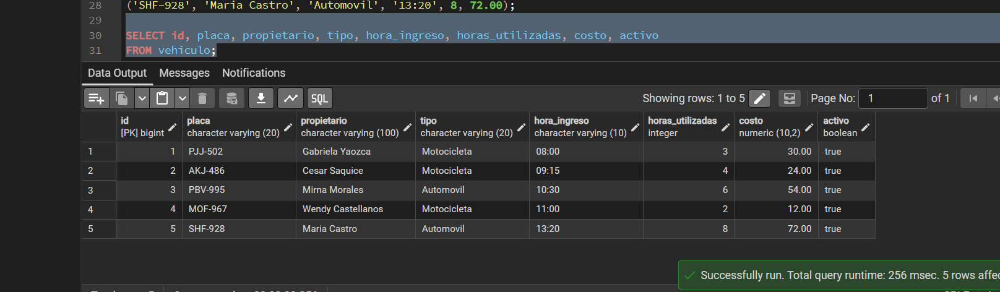 28 ('SHF-928', 'Maria Castro', 'Automovil', '13:20', 8, 72.00);
29
30 SELECT id, placa, propietario, tipo, hora_ingreso, horas_utilizadas, costo, activo
31 FROM vehiculo;
Data Output Messages Notifications
SQL Showing rows: 1 to 5 Page No: 1 of 1
id placa propietario tipo hora_ingreso horas_utilizadas costo activo
[PK] bigint character varying (20) character varying (100) character varying (20) character varying (10) integer numeric (10,2) boolean
1 1 PJJ-502 Gabriela Yaozca Motocicleta 08:00 3 30.00 true
2 2 AKJ-486 Cesar Saquice Motocicleta 09:15 4 24.00 true
3 3 PBV-995 Mirna Morales Automovil 10:30 6 54.00 true
4 4 MOF-967 Wendy Castellanos Motocicleta 11:00 2 12.00 true
5 5 SHF-928 Maria Castro Automovil 13:20 8 72.00 true
Successfully run. Total query runtime: 256 msec. 5 rows affec